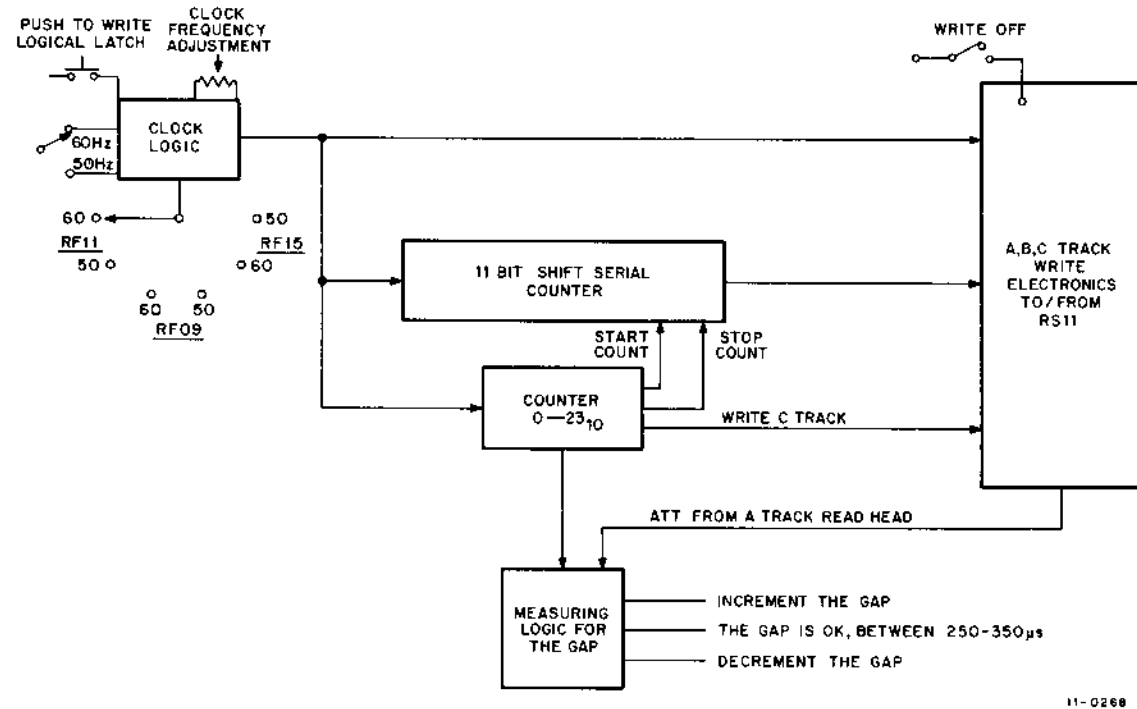 PUSH TO WRITE
LOGICAL LATCH
CLOCK
FREQUENCY
ADJUSTMENT
WRITE OFF
CLOCK
LOGIC
60Hz
50Hz
60
50
RF11
RF15
50
60
60
50
RF09
11 BIT SHIFT SERIAL
COUNTER
A,B,C TRACK
WRITE
ELECTRONICS
TO/FROM
RS11
START
COUNT
STOP
COUNT
COUNTER
0—23₁₀
WRITE C TRACK
ATT FROM A TRACK READ HEAD
MEASURING
LOGIC FOR
THE GAP
INCREMENT THE GAP
THE GAP IS OK, BETWEEN 250-350µs
DECREMENT THE GAP
11-0268